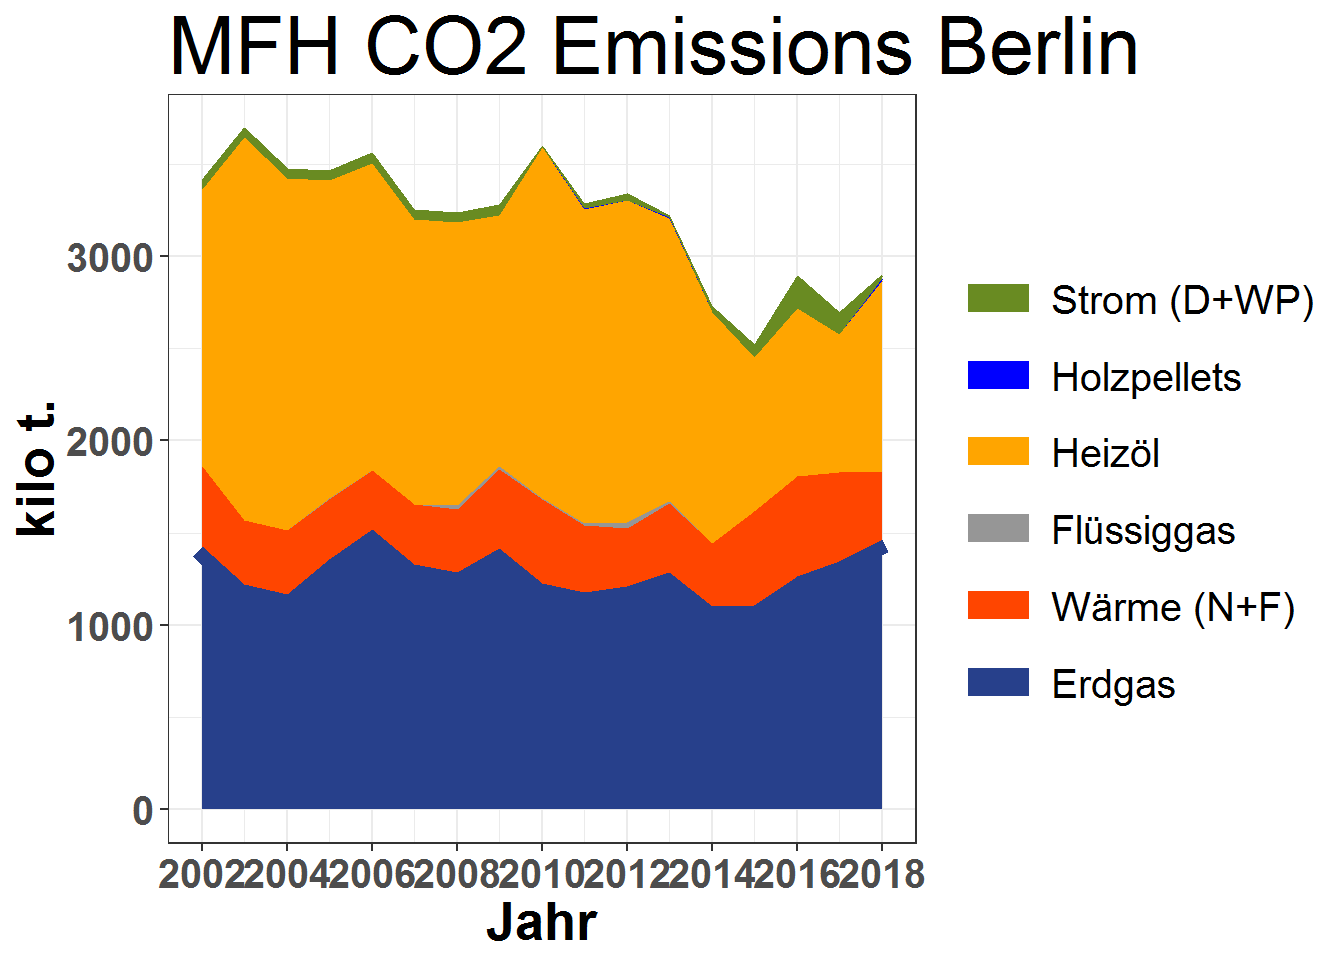 MFH CO2 Emissions Berlin
kilo t.
3000
2000
1000
0
2002 2004 2006 2008 2010 2012 2014 2016 2018
Jahr
Strom (D+WP)
Holzpellets
Heizöl
Flüssiggas
Wärme (N+F)
Erdgas